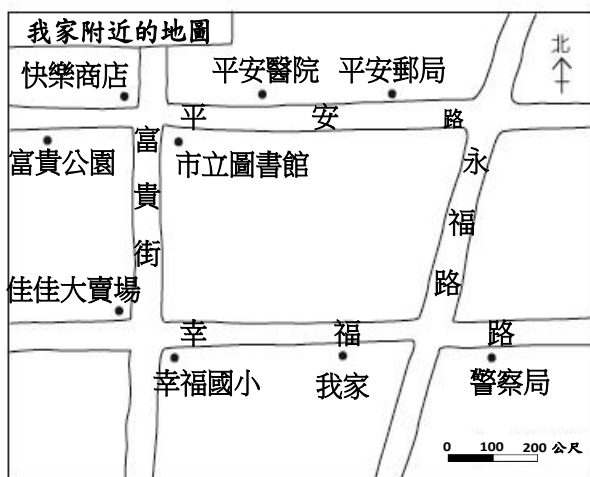 我家附近的地圖
北
快樂商店
平安醫院
平安郵局
平安路
富貴公園
富貴街
市立圖書館
永福路
佳佳大賣場
幸福路
幸福國小
我家
警察局
0 100 200 公尺